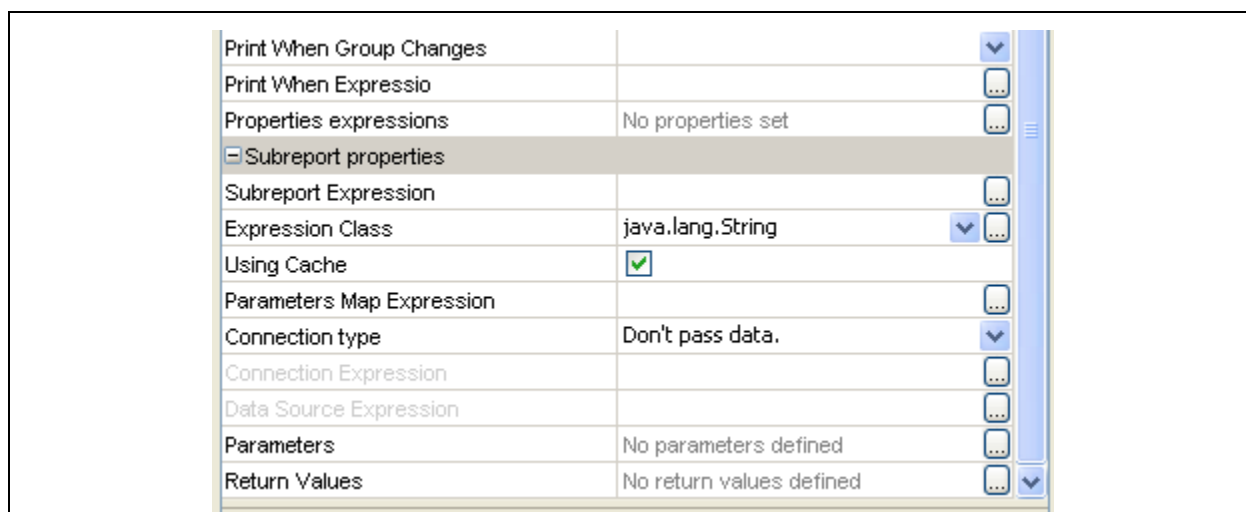 Print When Group Changes
Print When Expressio
Properties expressions No properties set
Subreport properties
Subreport Expression
Expression Class java.lang.String
Using Cache
Parameters Map Expression
Connection type Don't pass data.
Connection Expression
Data Source Expression
Parameters No parameters defined
Return Values No return values defined